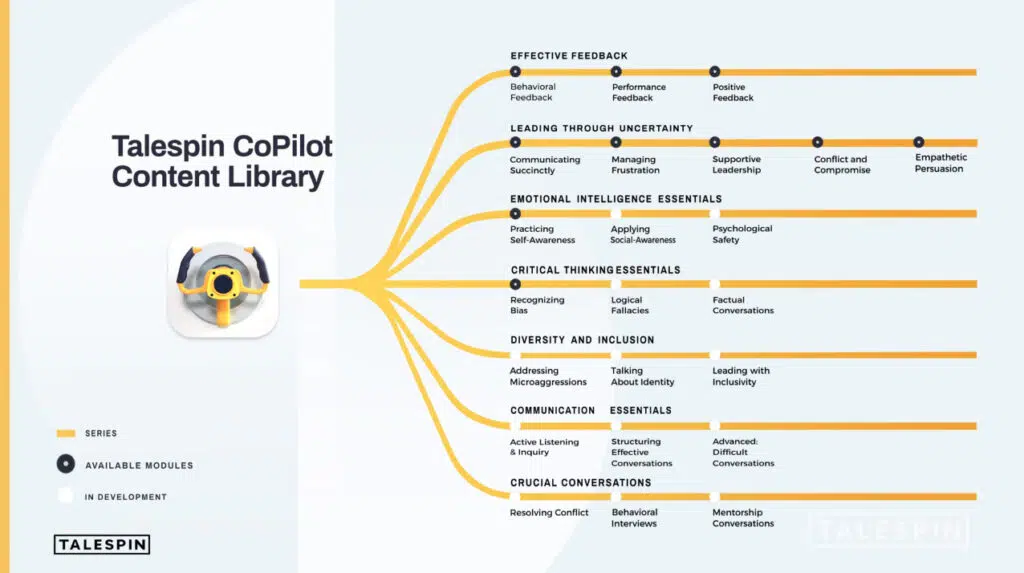 Talespin CoPilot
Content Library
EFFECTIVE FEEDBACK
Behavioral
Feedback
Performance
Feedback
Positive
Feedback
LEADING THROUGH UNCERTAINTY
Communicating
Succinctly
Managing
Frustration
Supportive
Leadership
Conflict and
Compromise
Empathetic
Persuasion
EMOTIONAL INTELLIGENCE ESSENTIALS
Practicing
Self-Awareness
Applying
Social-Awareness
Psychological
Safety
CRITICAL THINKING ESSENTIALS
Recognizing
Bias
Logical
Fallacies
Factual
Conversations
DIVERSITY AND INCLUSION
Addressing
Microaggressions
Talking
About Identity
Leading with
Inclusivity
COMMUNICATION ESSENTIALS
Active Listening
& Inquiry
Structuring
Effective
Conversations
Advanced:
Difficult
Conversations
CRUCIAL CONVERSATIONS
Resolving Conflict
Behavioral
Interviews
Mentorship
Conversations
SERIES
AVAILABLE MODULES
IN DEVELOPMENT
TALESPIN
TALESPIN